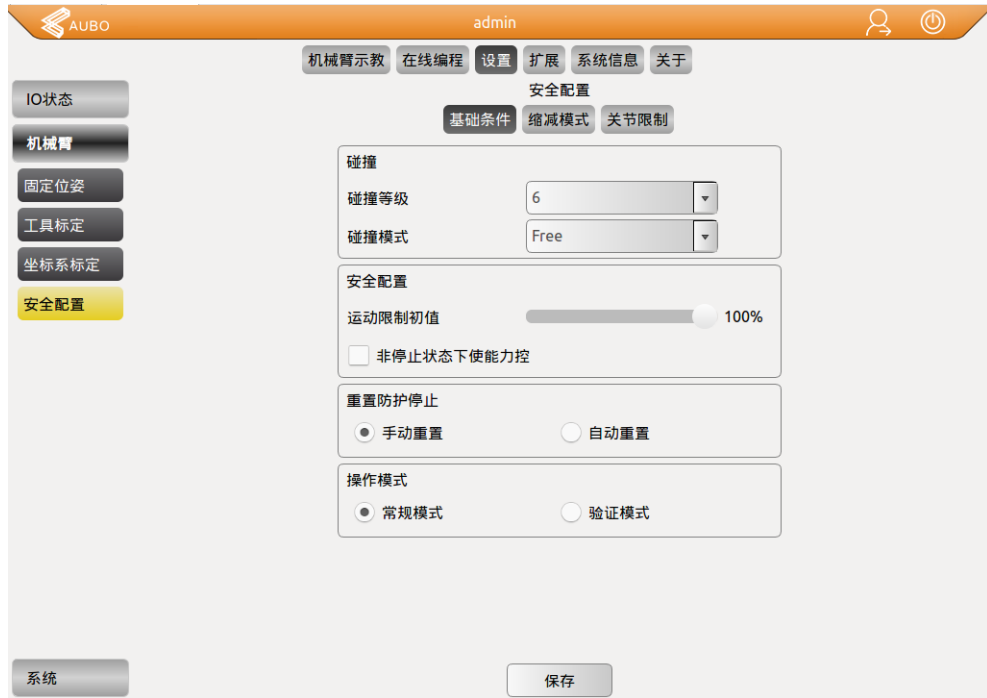 AUBO
admin
机械臂示教 在线编程 设置 扩展 系统信息 关于
安全配置
基础条件 缩减模式 关节限制
IO状态
机械臂
固定位姿
工具标定
坐标系标定
安全配置
碰撞
碰撞等级 6
碰撞模式 Free
安全配置
运动限制初值 100%
非停止状态下使能力控
重置防护停止
手动重置 自动重置
操作模式
常规模式 验证模式
系统
保存